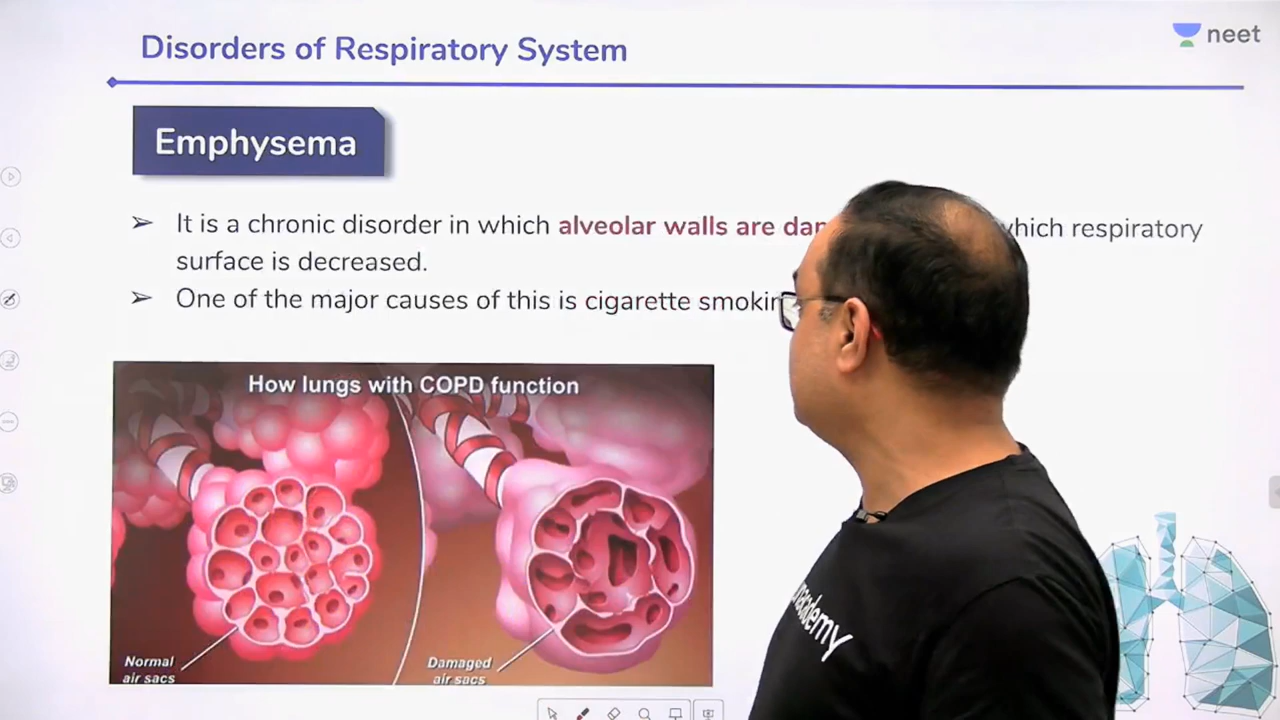 Disorders of Respiratory System
neet
Emphysema
➢ It is a chronic disorder in which alveolar walls are which respiratory
surface is decreased.
➢ One of the major causes of this is cigarette
How lungs with COPD function
Normal
air sacs
Damaged
air sacs